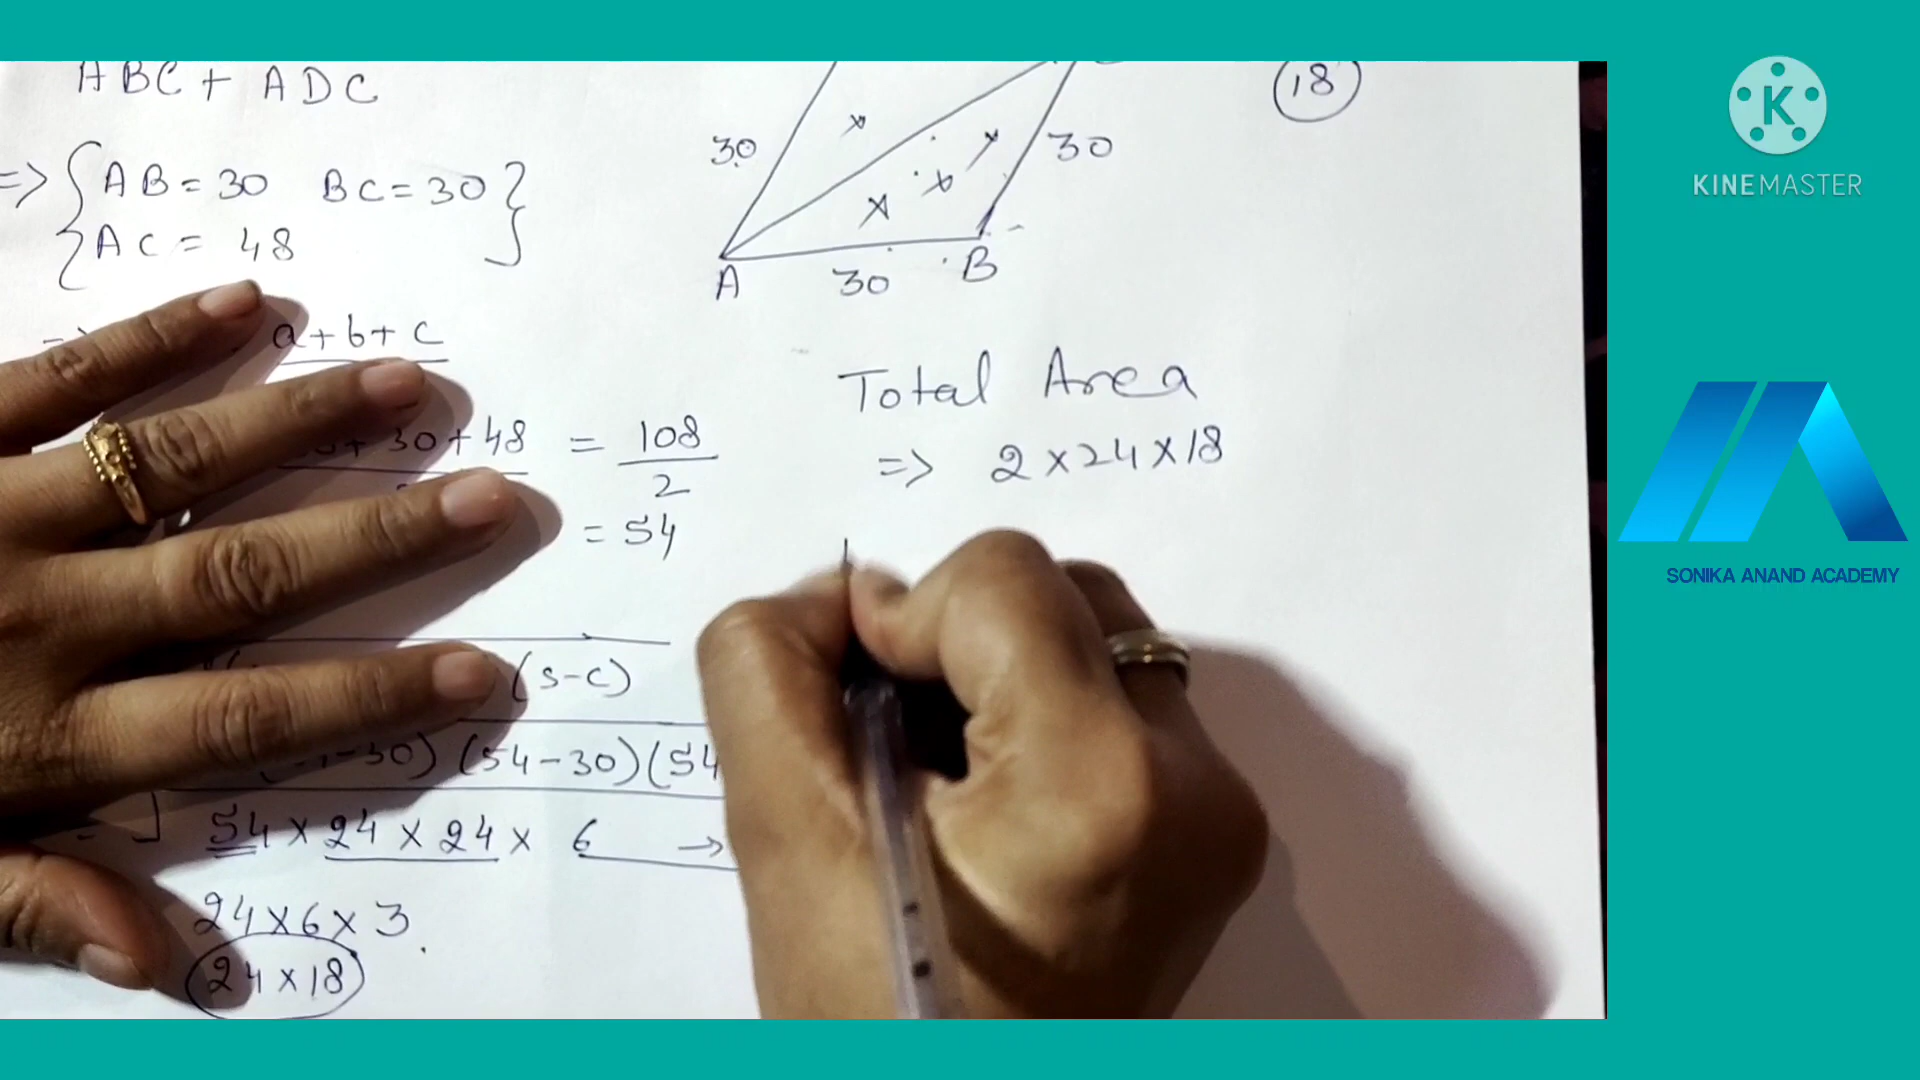 ABC + ADC
=> { AB = 30 BC = 30 }
AC = 48
a+b+c
30+48 = 108
2
= 54
(s-c)
-30) (54-30) (54
= √ 54 × 24 × 24 × 6 →
24×6×3.
24×18
30
30
A
30
B
18
Total Area
=> 2×24×18
K
KINEMASTER
SONIKA ANAND ACADEMY